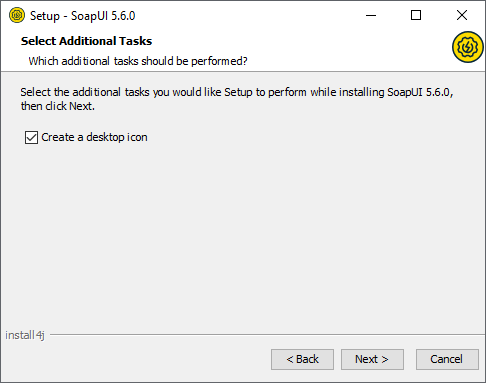 Setup - SoapUI 5.6.0
Select Additional Tasks
Which additional tasks should be performed?
Select the additional tasks you would like Setup to perform while installing SoapUI 5.6.0,
then click Next.
Create a desktop icon
install4j
< Back Next > Cancel